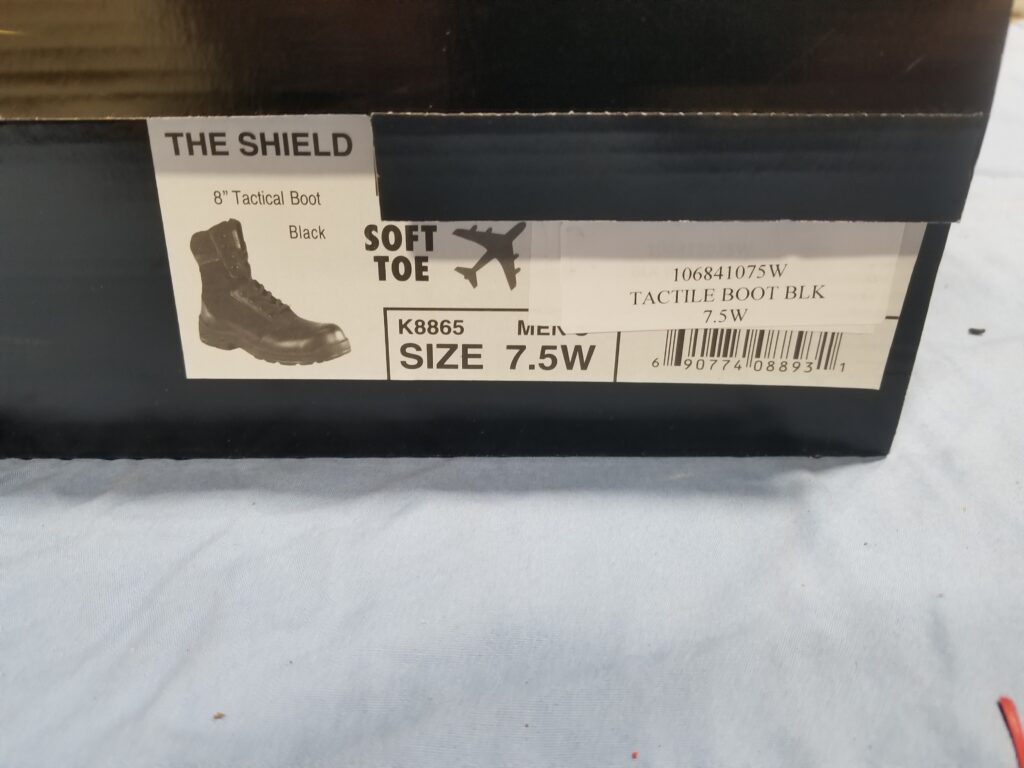 THE SHIELD
8" Tactical Boot
Black
SOFT
TOE
106841075W
TACTILE BOOT BLK
7.5W
K8865
SIZE 7.5W
6 90774 08893 1